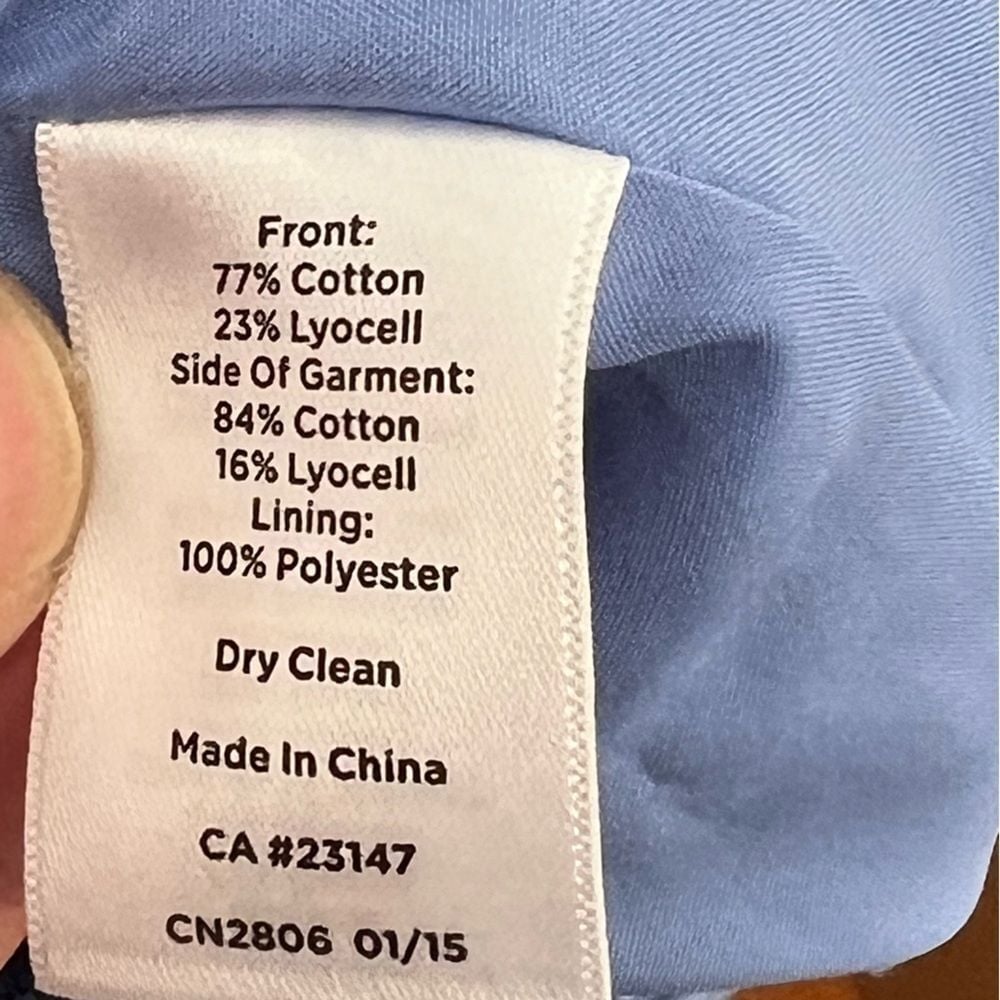 Front:
77% Cotton
23% Lyocell
Side Of Garment:
84% Cotton
16% Lyocell
Lining:
100% Polyester
Dry Clean
Made In China
CA #23147
CN2806 01/15